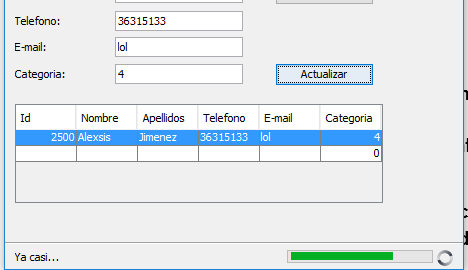 Telefono: 36315133
E-mail: lol
Categoria: 4 Actualizar
Id Nombre Apellidos Telefono E-mail Categoria
2500 Alexsis Jimenez 36315133 lol 4
0
Ya casi...